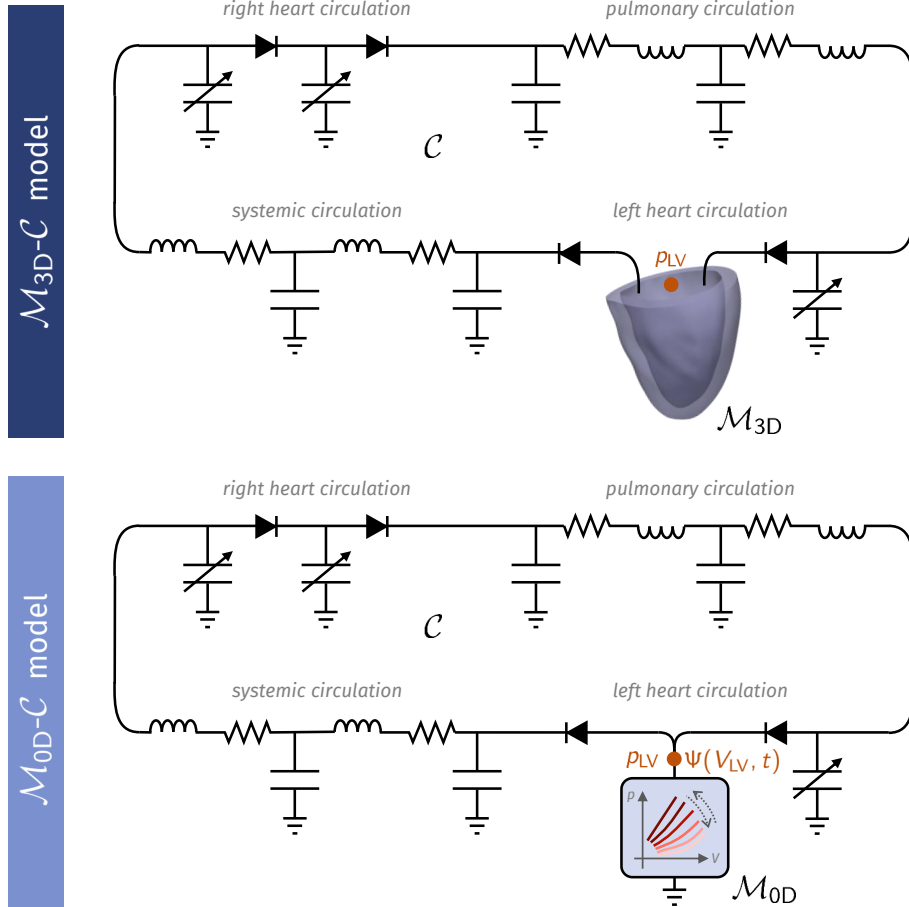 ℳ3D-𝒞 model
right heart circulation
pulmonary circulation
𝒞
systemic circulation
left heart circulation
pLV
ℳ3D
ℳ0D-𝒞 model
right heart circulation
pulmonary circulation
𝒞
systemic circulation
left heart circulation
pLV Ψ(VLV, t)
p
V
ℳ0D